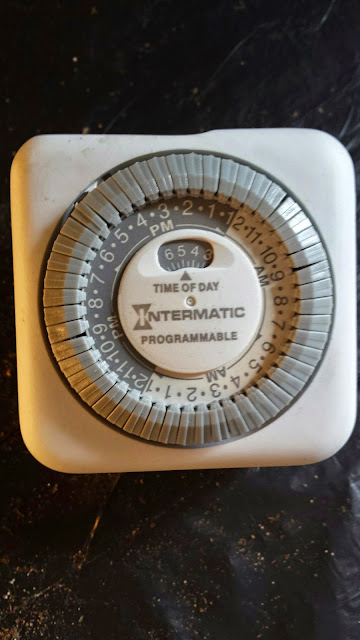 8 7 6 5 4 3 2 1 12 11 10 9 8 7 6 5 4 3 2 1 12 11 10 9
PM
AM
AM
PM
6 5 4 3
TIME OF DAY
INTERMATIC
PROGRAMMABLE